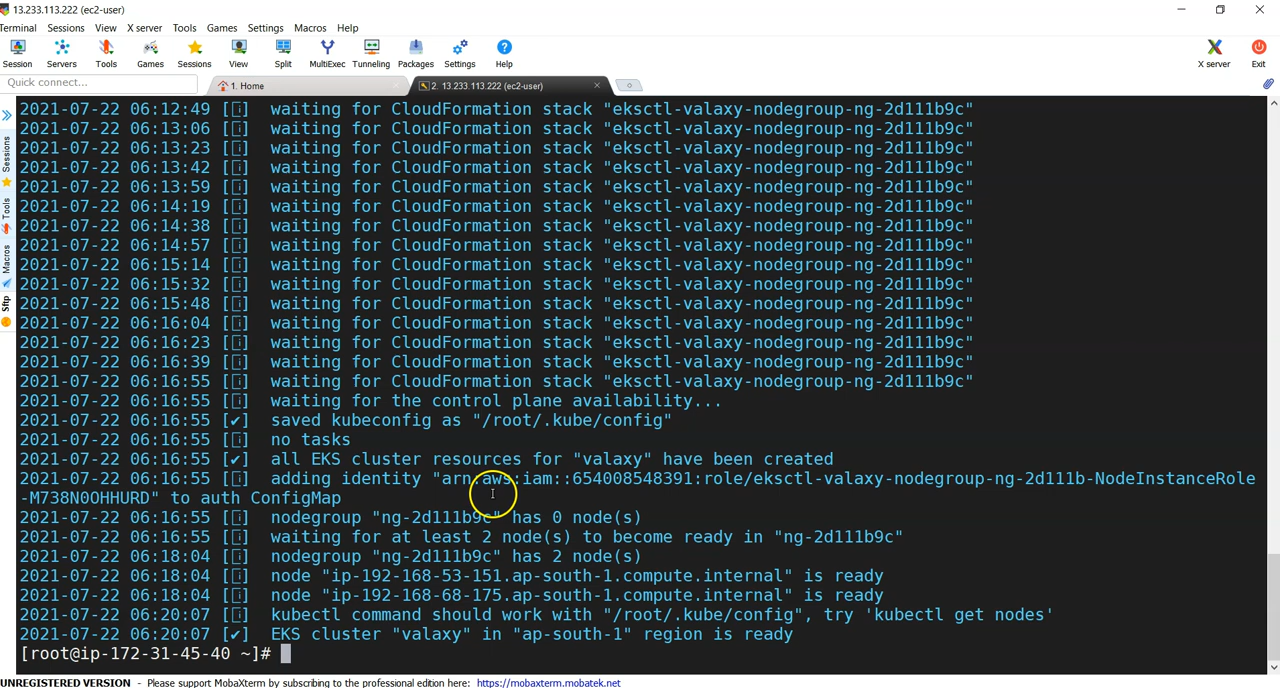 13.233.113.222 (ec2-user)
Terminal Sessions View X server Tools Games Settings Macros Help
Session Servers Tools Games Sessions View Split MultiExec Tunneling Packages Settings Help X server Exit
Quick connect...
1. Home
2. 13.233.113.222 (ec2-user)
Sessions
Tools
Macros
Sftp
2021-07-22 06:12:49 [i] waiting for CloudFormation stack "eksctl-valaxy-nodegroup-ng-2d111b9c"
2021-07-22 06:13:06 [i] waiting for CloudFormation stack "eksctl-valaxy-nodegroup-ng-2d111b9c"
2021-07-22 06:13:23 [i] waiting for CloudFormation stack "eksctl-valaxy-nodegroup-ng-2d111b9c"
2021-07-22 06:13:42 [i] waiting for CloudFormation stack "eksctl-valaxy-nodegroup-ng-2d111b9c"
2021-07-22 06:13:59 [i] waiting for CloudFormation stack "eksctl-valaxy-nodegroup-ng-2d111b9c"
2021-07-22 06:14:19 [i] waiting for CloudFormation stack "eksctl-valaxy-nodegroup-ng-2d111b9c"
2021-07-22 06:14:38 [i] waiting for CloudFormation stack "eksctl-valaxy-nodegroup-ng-2d111b9c"
2021-07-22 06:14:57 [i] waiting for CloudFormation stack "eksctl-valaxy-nodegroup-ng-2d111b9c"
2021-07-22 06:15:14 [i] waiting for CloudFormation stack "eksctl-valaxy-nodegroup-ng-2d111b9c"
2021-07-22 06:15:32 [i] waiting for CloudFormation stack "eksctl-valaxy-nodegroup-ng-2d111b9c"
2021-07-22 06:15:48 [i] waiting for CloudFormation stack "eksctl-valaxy-nodegroup-ng-2d111b9c"
2021-07-22 06:16:04 [i] waiting for CloudFormation stack "eksctl-valaxy-nodegroup-ng-2d111b9c"
2021-07-22 06:16:23 [i] waiting for CloudFormation stack "eksctl-valaxy-nodegroup-ng-2d111b9c"
2021-07-22 06:16:39 [i] waiting for CloudFormation stack "eksctl-valaxy-nodegroup-ng-2d111b9c"
2021-07-22 06:16:55 [i] waiting for CloudFormation stack "eksctl-valaxy-nodegroup-ng-2d111b9c"
2021-07-22 06:16:55 [i] waiting for the control plane availability...
2021-07-22 06:16:55 [✔] saved kubeconfig as "/root/.kube/config"
2021-07-22 06:16:55 [i] no tasks
2021-07-22 06:16:55 [✔] all EKS cluster resources for "valaxy" have been created
2021-07-22 06:16:55 [i] adding identity "arn:aws:iam::654008548391:role/eksctl-valaxy-nodegroup-ng-2d111b-NodeInstanceRole
-M738N0OHHURD" to auth ConfigMap
2021-07-22 06:16:55 [i] nodegroup "ng-2d111b9c" has 0 node(s)
2021-07-22 06:16:55 [i] waiting for at least 2 node(s) to become ready in "ng-2d111b9c"
2021-07-22 06:18:04 [i] nodegroup "ng-2d111b9c" has 2 node(s)
2021-07-22 06:18:04 [i] node "ip-192-168-53-151.ap-south-1.compute.internal" is ready
2021-07-22 06:18:04 [i] node "ip-192-168-68-175.ap-south-1.compute.internal" is ready
2021-07-22 06:20:07 [i] kubectl command should work with "/root/.kube/config", try 'kubectl get nodes'
2021-07-22 06:20:07 [✔] EKS cluster "valaxy" in "ap-south-1" region is ready
[root@ip-172-31-45-40 ~]#
UNREGISTERED VERSION - Please support MobaXterm by subscribing to the professional edition here: https://mobaxterm.mobatek.net